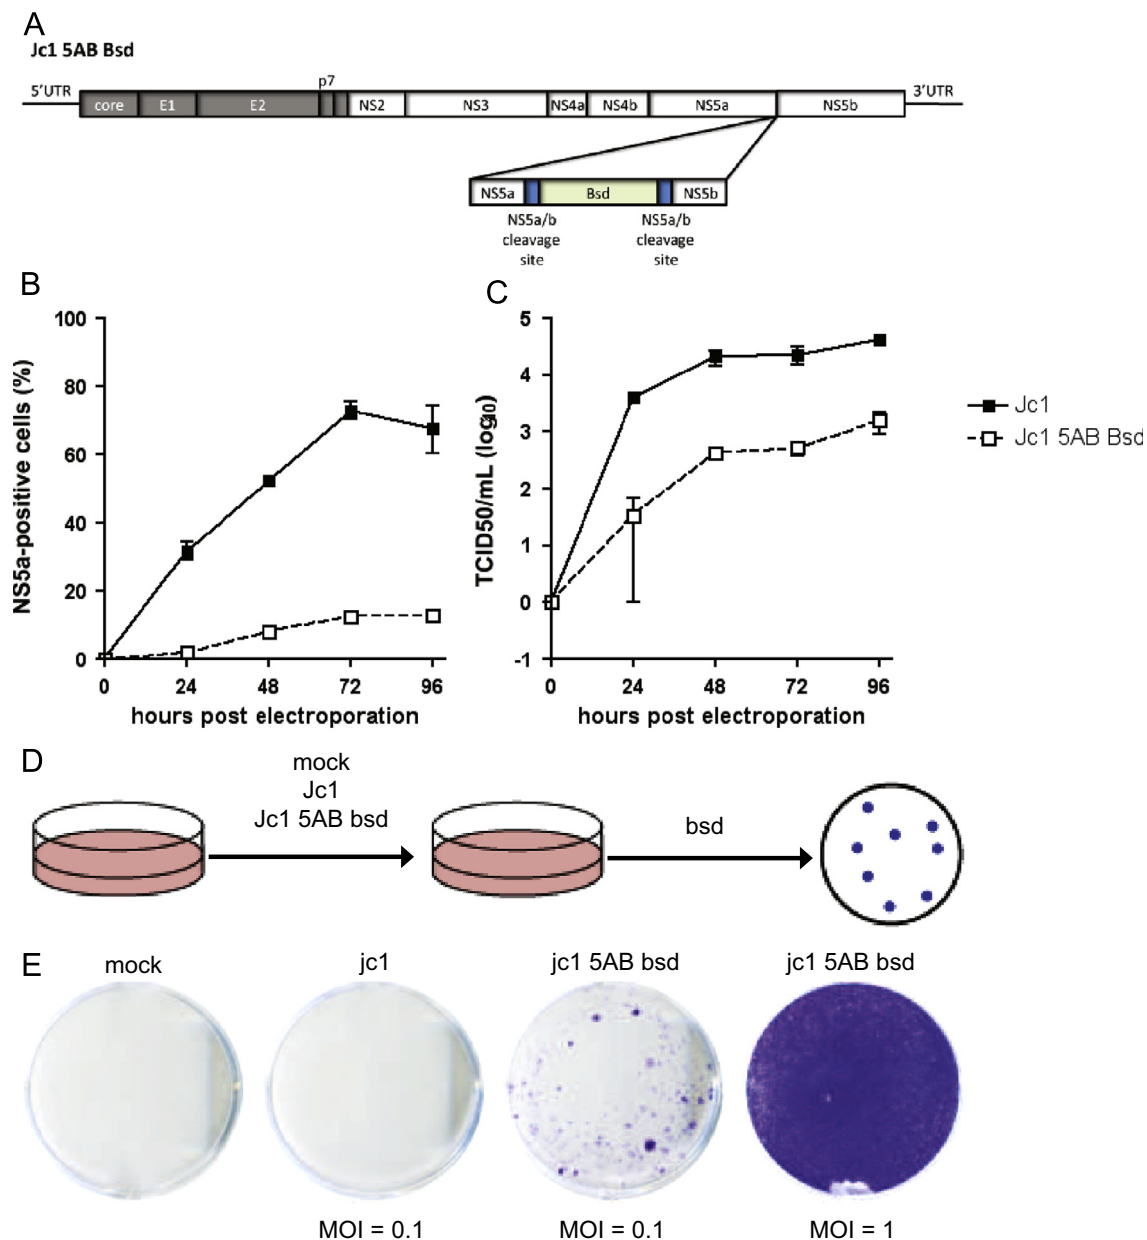 A
Jc1 5AB Bsd
5'UTR
core
E1
E2
p7
NS2
NS3
NS4a
NS4b
NS5a
NS5b
3'UTR
NS5a
Bsd
NS5b
NS5a/b
cleavage
site
NS5a/b
cleavage
site
B
NS5a-positive cells (%)
100
80
60
40
20
0
0 24 48 72 96
hours post electroporation
C
TCID50/mL (log10)
5
4
3
2
1
0
-1
0 24 48 72 96
hours post electroporation
Jc1
Jc1 5AB Bsd
D
mock
Jc1
Jc1 5AB bsd
bsd
E
mock
jc1
jc1 5AB bsd
jc1 5AB bsd
MOI = 0.1
MOI = 0.1
MOI = 1